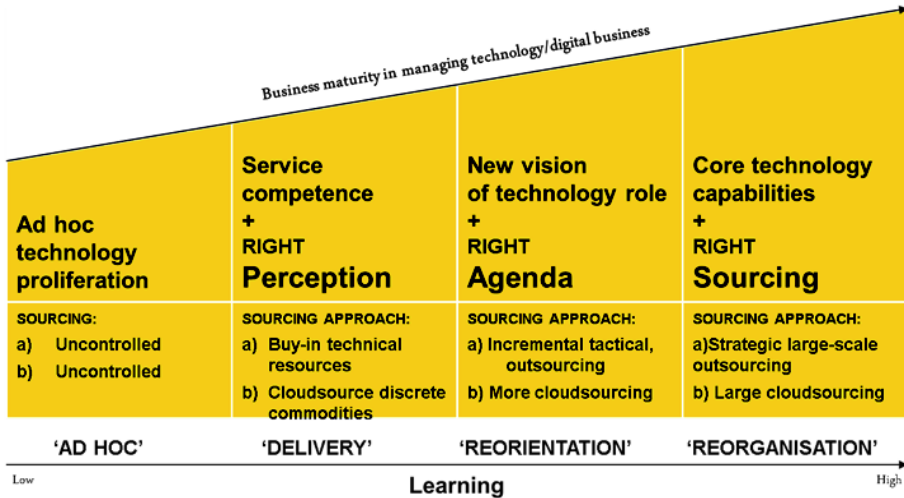 Business maturity in managing technology/digital business
Ad hoc
technology
proliferation
Service
competence
+
RIGHT
Perception
New vision
of technology role
+
RIGHT
Agenda
Core technology
capabilities
+
RIGHT
Sourcing
SOURCING:
a) Uncontrolled
b) Uncontrolled
SOURCING APPROACH:
a) Buy-in technical
resources
b) Cloudsource discrete
commodities
SOURCING APPROACH:
a) Incremental tactical,
outsourcing
b) More cloudsourcing
SOURCING APPROACH:
a)Strategic large-scale
outsourcing
b) Large cloudsourcing
‘AD HOC’
‘DELIVERY’
‘REORIENTATION’
‘REORGANISATION’
Low
Learning
High